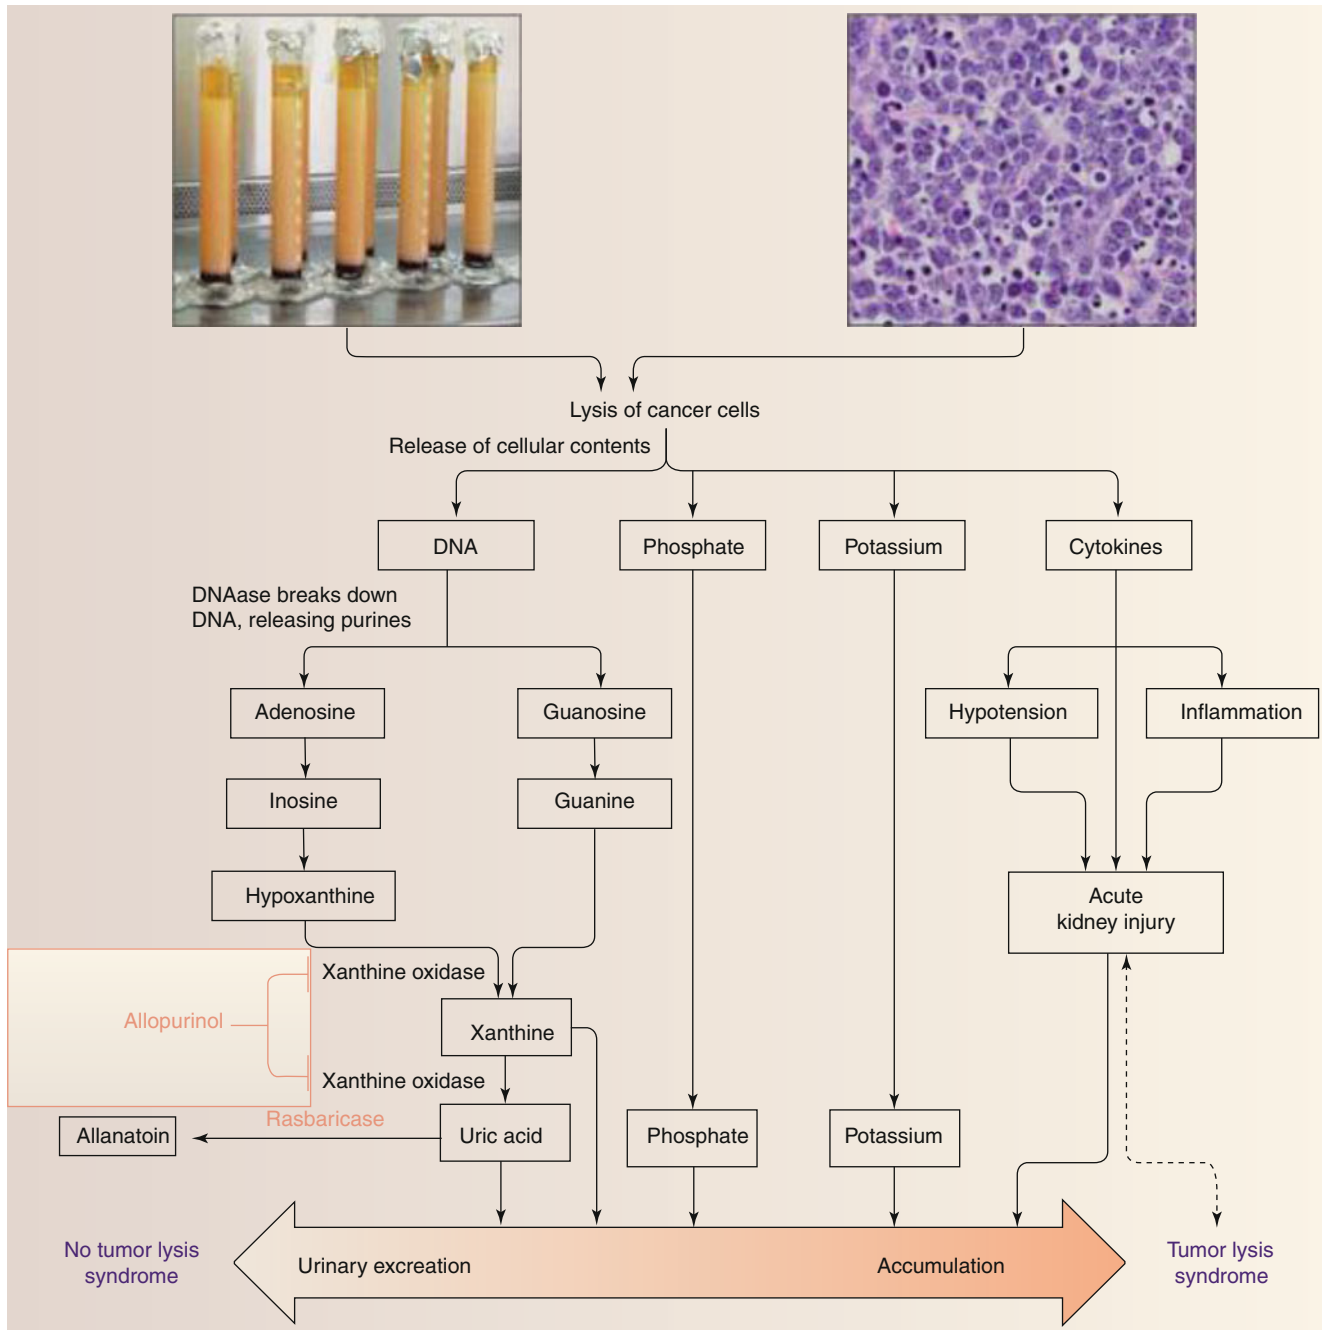 Lysis of cancer cells
Release of cellular contents
DNA
Phosphate
Potassium
Cytokines
DNAase breaks down
DNA, releasing purines
Adenosine
Guanosine
Hypotension
Inflammation
Inosine
Guanine
Hypoxanthine
Acute
kidney injury
Xanthine oxidase
Allopurinol
Xanthine
Xanthine oxidase
Rasbaricase
Allanatoin
Uric acid
Phosphate
Potassium
No tumor lysis
syndrome
Urinary excreation
Accumulation
Tumor lysis
syndrome